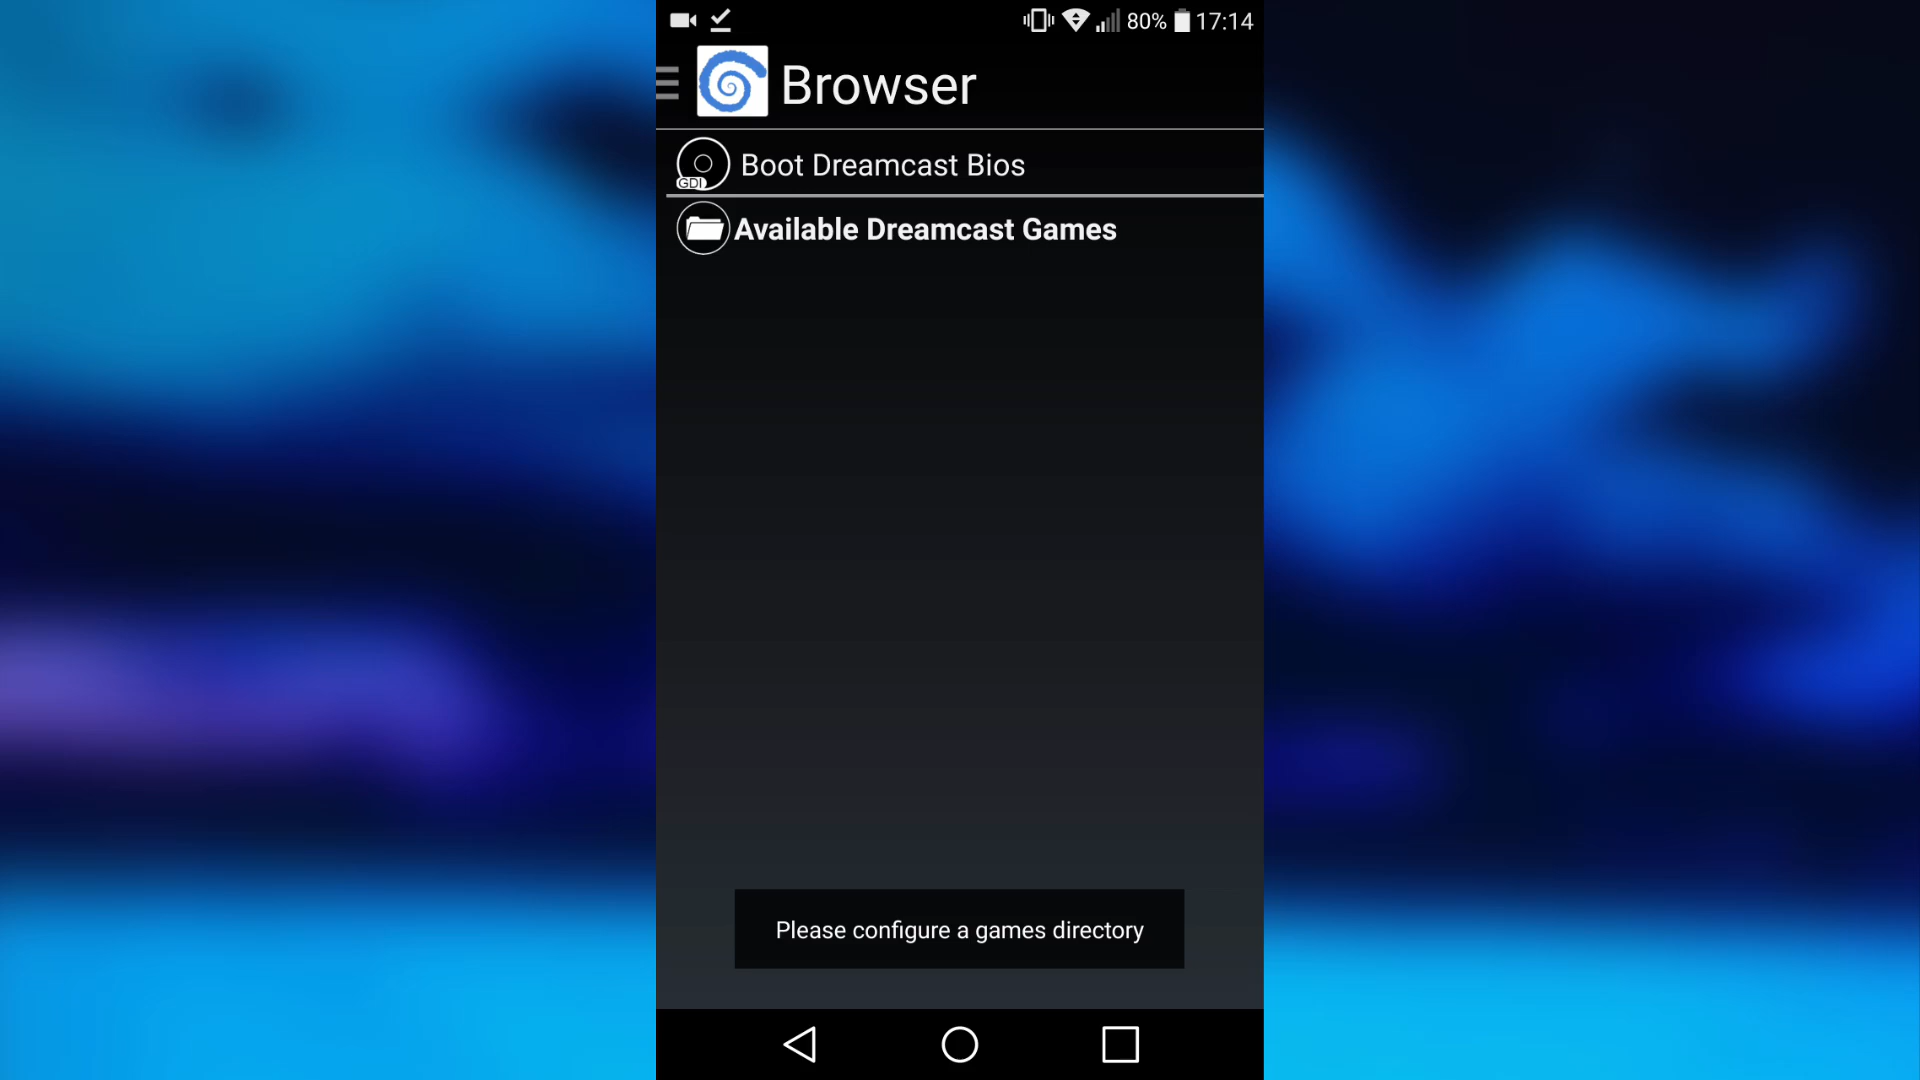 80% 17:14
Browser
GDI
Boot Dreamcast Bios
Available Dreamcast Games
Please configure a games directory